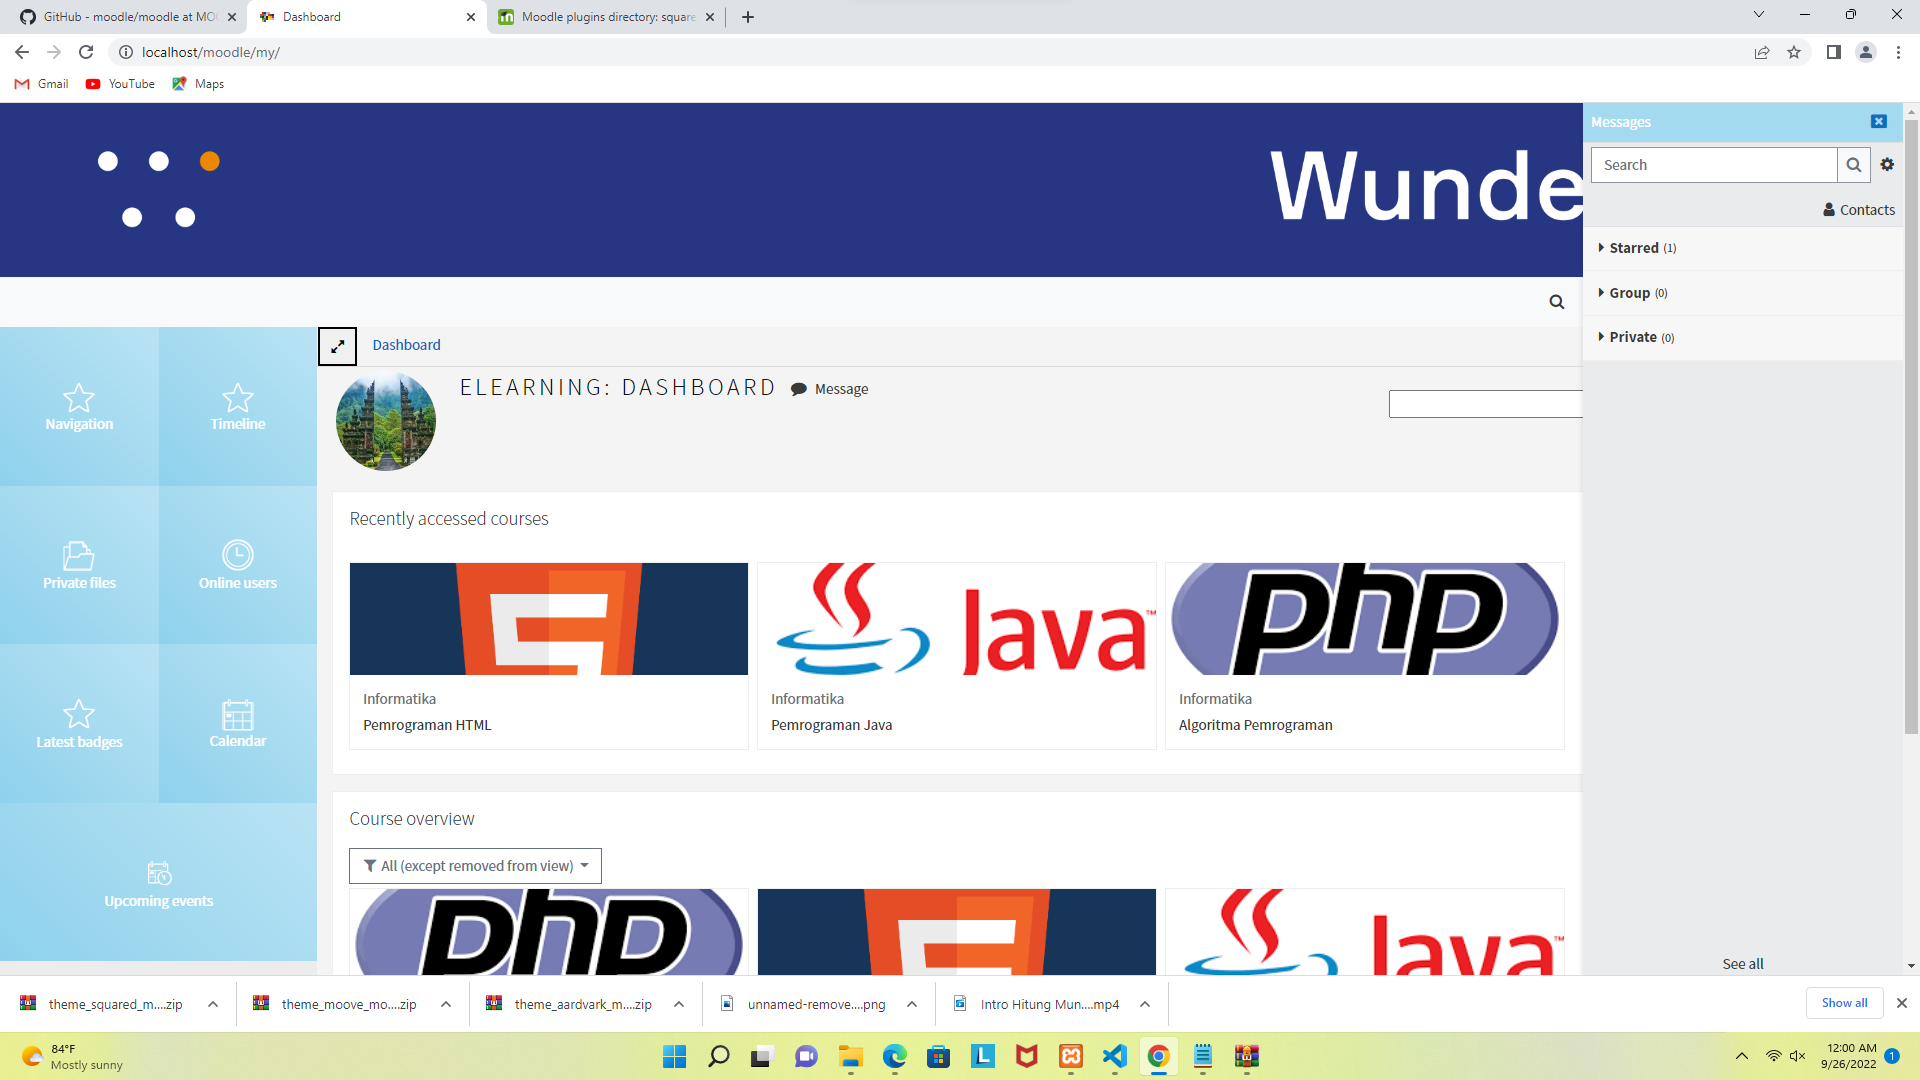 GitHub - moodle/moodle at MOO
Dashboard
Moodle plugins directory: square
localhost/moodle/my/
Gmail
YouTube
Maps
Wunde
Messages
Search
Contacts
Starred (1)
Group (0)
Private (0)
See all
Navigation
Timeline
Private files
Online users
Latest badges
Calendar
Upcoming events
Dashboard
ELEARNING: DASHBOARD
Message
Recently accessed courses
Java™
php
Informatika
Pemrograman HTML
Informatika
Pemrograman Java
Informatika
Algoritma Pemrograman
Course overview
All (except removed from view)
php
Java™
theme_squared_m....zip
theme_moove_mo....zip
theme_aardvark_m....zip
unnamed-remove....png
Intro Hitung Mun....mp4
Show all
84°F
Mostly sunny
L
12:00 AM
9/26/2022
1